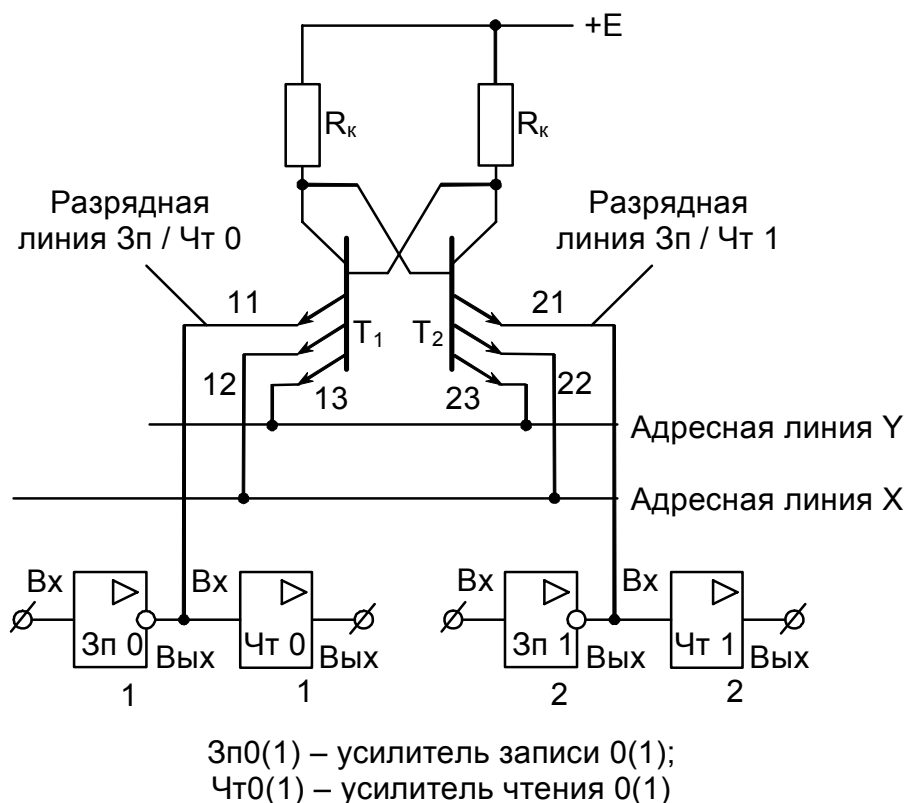 +E
Rк
Rк
Разрядная
линия Зп / Чт 0
Разрядная
линия Зп / Чт 1
11
21
T1
T2
12
13
23
22
Адресная линия Y
Адресная линия X
Вх
Вх
Вх
Вх
Зп 0
Вых
Чт 0
Вых
Зп 1
Вых
Чт 1
Вых
1
1
2
2
Зп0(1) – усилитель записи 0(1);
Чт0(1) – усилитель чтения 0(1)